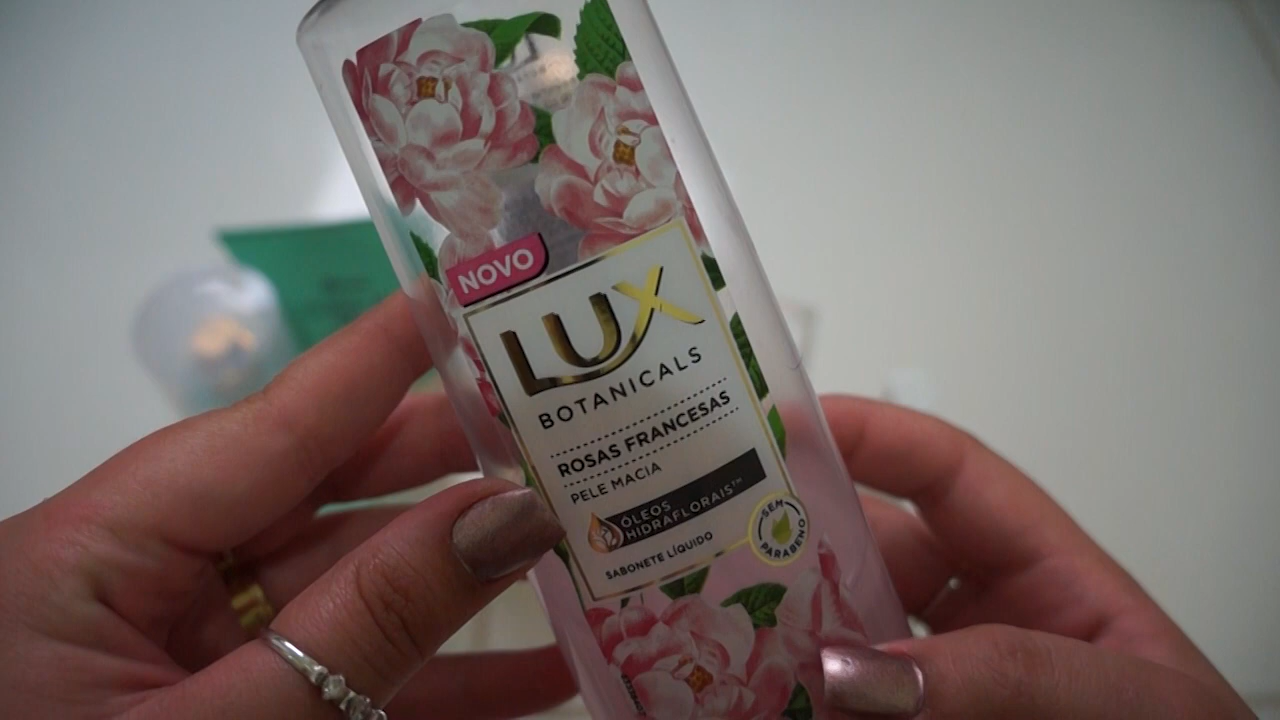 NOVO
LUX
BOTANICALS
ROSAS FRANCESAS
PELE MACIA
ÓLEOS
HIDRAFLORAIS™
SABONETE LÍQUIDO
SEM
PARABENO